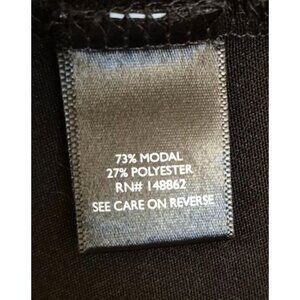 73% MODAL
27% POLYESTER
RN# 148862
SEE CARE ON REVERSE